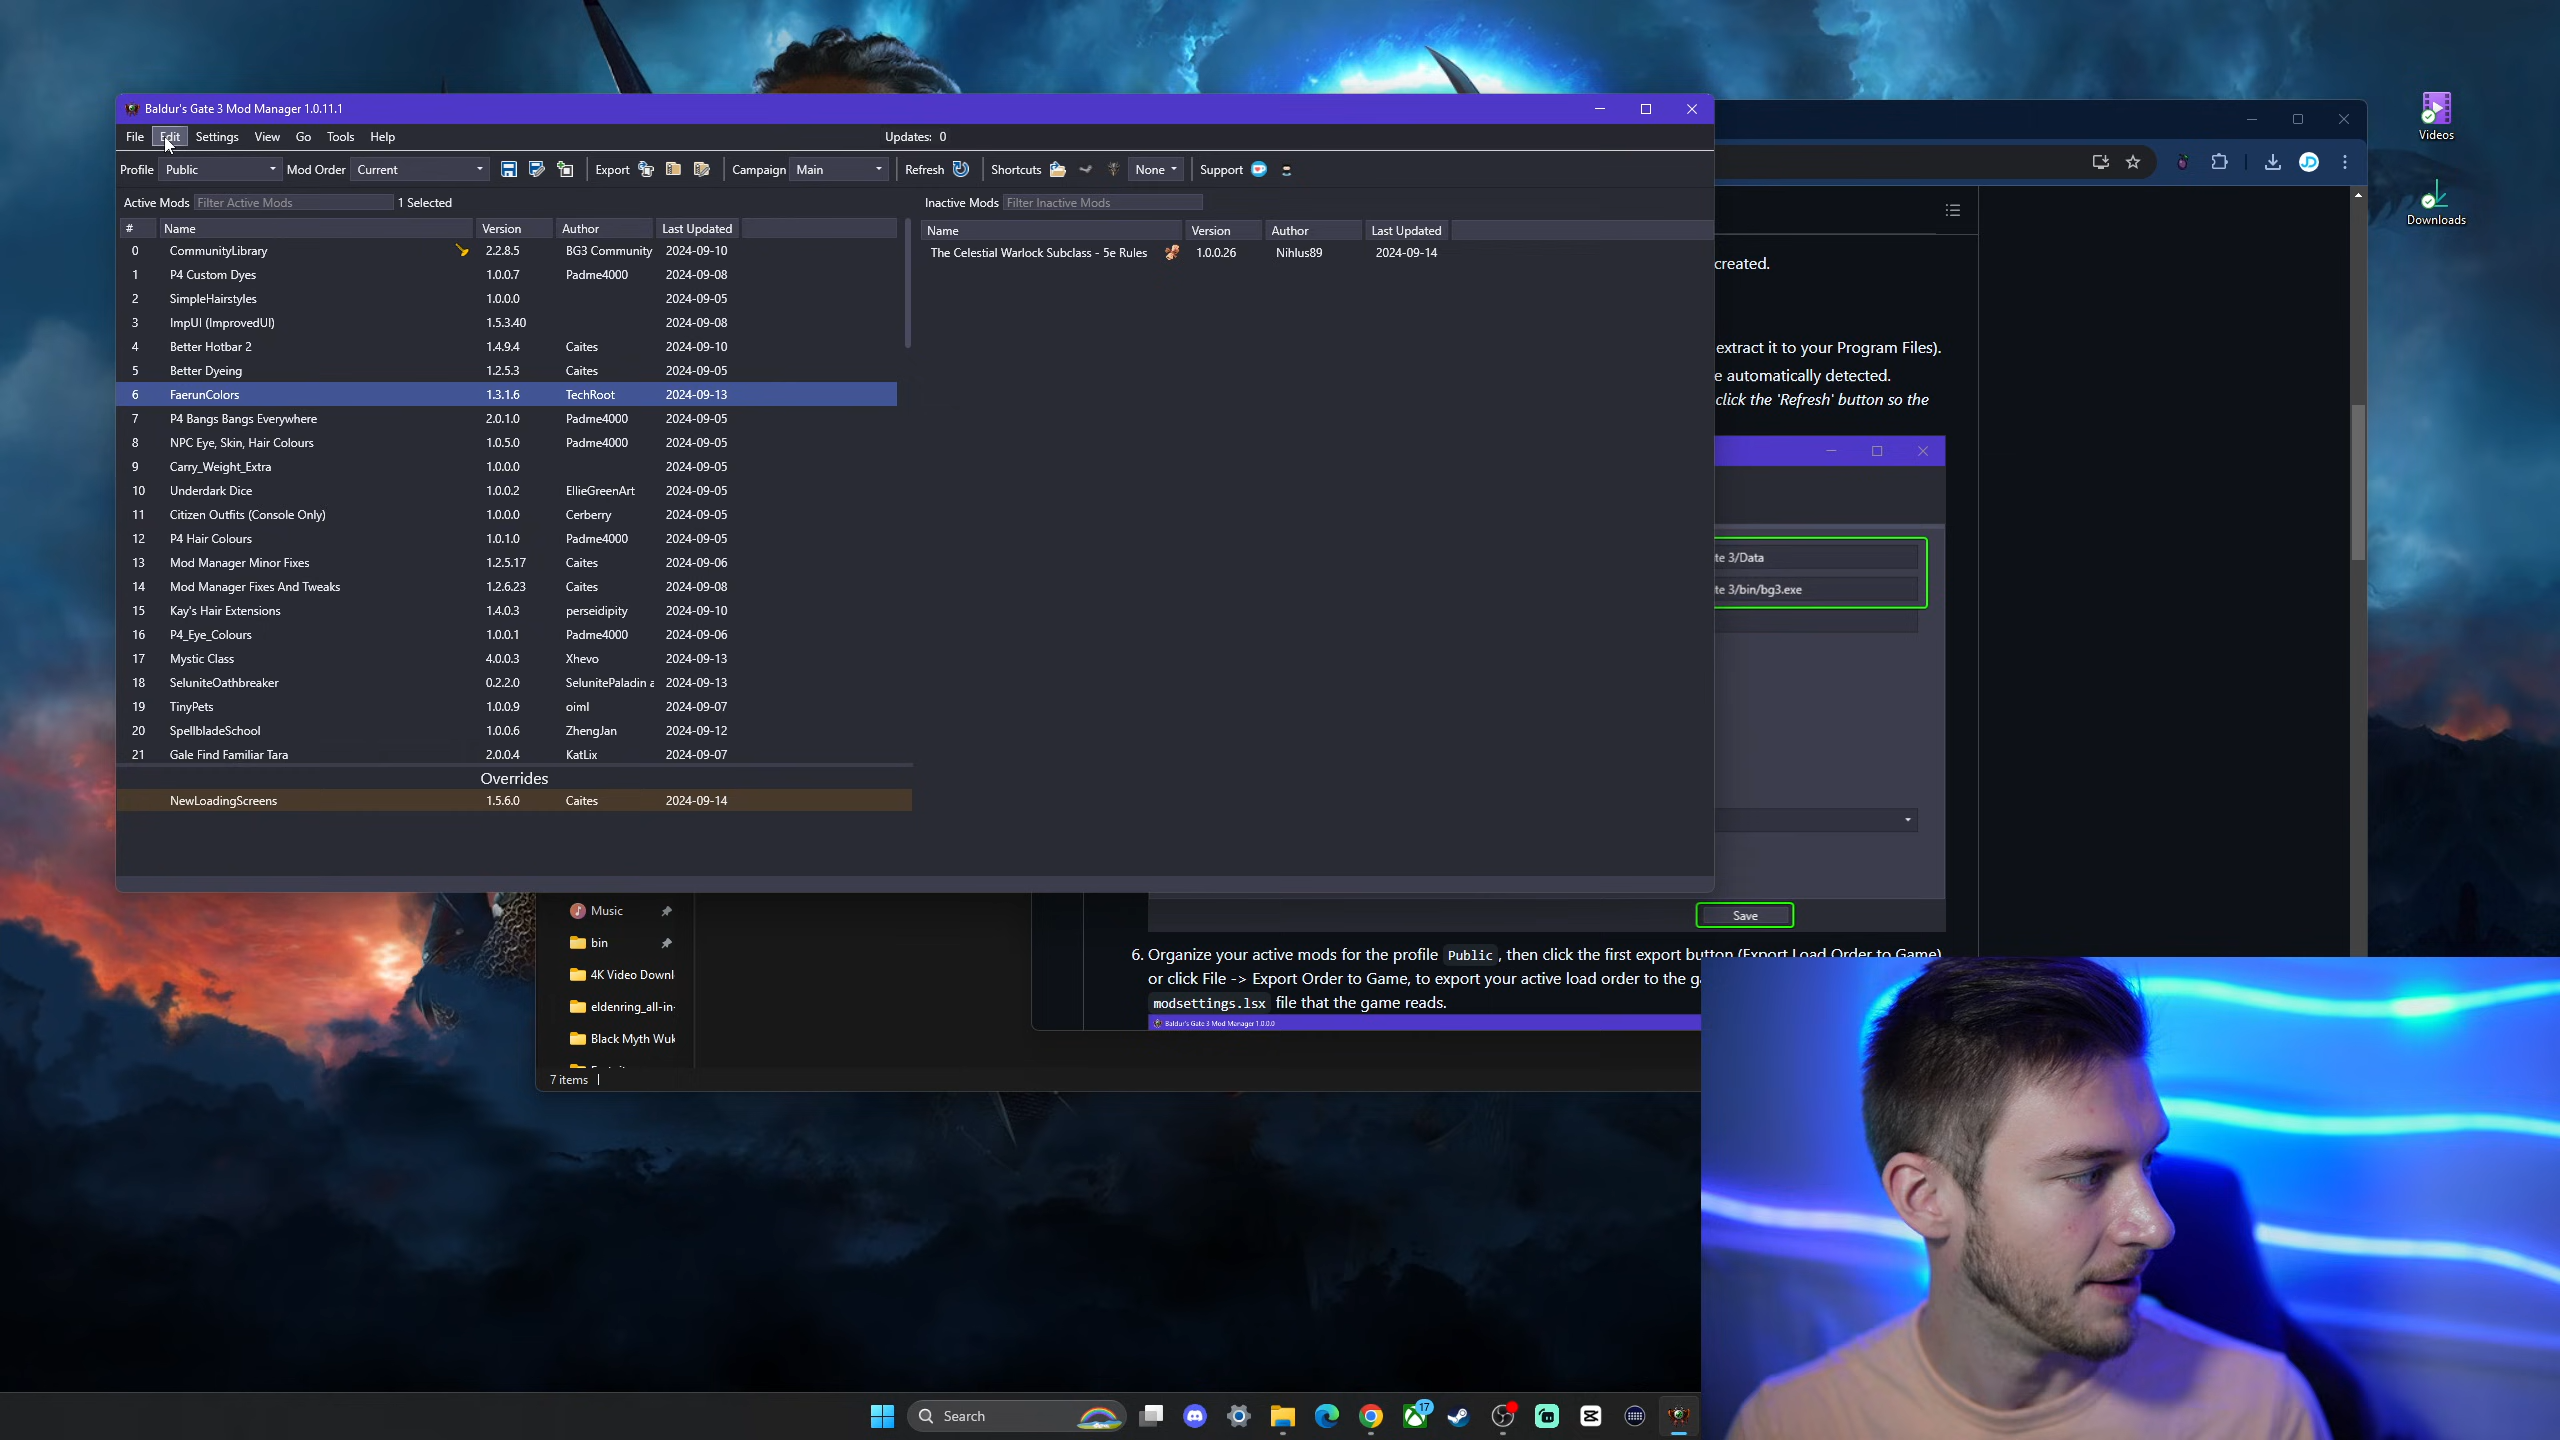 Baldur's Gate 3 Mod Manager 1.0.11.1
File Edit Settings View Go Tools Help Updates: 0
Profile Public Mod Order Current Export Campaign Main Refresh Shortcuts None Support
Active Mods Filter Active Mods 1 Selected
# Name Version Author Last Updated
0 CommunityLibrary 2.2.8.5 BG3 Community 2024-09-10
1 P4 Custom Dyes 1.0.0.7 Padme4000 2024-09-08
2 SimpleHairstyles 1.0.0.0 2024-09-05
3 ImpUI (ImprovedUI) 1.5.3.40 2024-09-08
4 Better Hotbar 2 1.4.9.4 Caites 2024-09-10
5 Better Dyeing 1.2.5.3 Caites 2024-09-05
6 FaerunColors 1.3.1.6 TechRoot 2024-09-13
7 P4 Bangs Bangs Everywhere 2.0.1.0 Padme4000 2024-09-05
8 NPC Eye, Skin, Hair Colours 1.0.5.0 Padme4000 2024-09-05
9 Carry_Weight_Extra 1.0.0.0 2024-09-05
10 Underdark Dice 1.0.0.2 EllieGreenArt 2024-09-05
11 Citizen Outfits (Console Only) 1.0.0.0 Cerberry 2024-09-05
12 P4 Hair Colours 1.0.1.0 Padme4000 2024-09-05
13 Mod Manager Minor Fixes 1.2.5.17 Caites 2024-09-06
14 Mod Manager Fixes And Tweaks 1.2.6.23 Caites 2024-09-08
15 Kay's Hair Extensions 1.4.0.3 perseidipity 2024-09-10
16 P4_Eye_Colours 1.0.0.1 Padme4000 2024-09-06
17 Mystic Class 4.0.0.3 Xhevo 2024-09-13
18 SeluniteOathbreaker 0.2.2.0 SelunitePaladin a 2024-09-13
19 TinyPets 1.0.0.9 oiml 2024-09-07
20 SpellbladeSchool 1.0.0.6 ZhengJan 2024-09-12
21 Gale Find Familiar Tara 2.0.0.4 KatLix 2024-09-07
Overrides
NewLoadingScreens 1.5.6.0 Caites 2024-09-14
Inactive Mods Filter Inactive Mods
Name Version Author Last Updated
The Celestial Warlock Subclass - 5e Rules 1.0.0.26 Nihlus89 2024-09-14
JD
created.
extract it to your Program Files).
e automatically detected.
click the 'Refresh' button so the
te 3/Data
te 3/bin/bg3.exe
Save
6. Organize your active mods for the profile Public , then click the first export button (Export Load Order to Game)
or click File -> Export Order to Game, to export your active load order to the ga
modsettings.lsx file that the game reads.
Baldur's Gate 3 Mod Manager 1.0.0.0
Music
bin
4K Video Downl
eldenring_all-in-
Black Myth Wuk
7 items
Videos
Downloads
Search
17